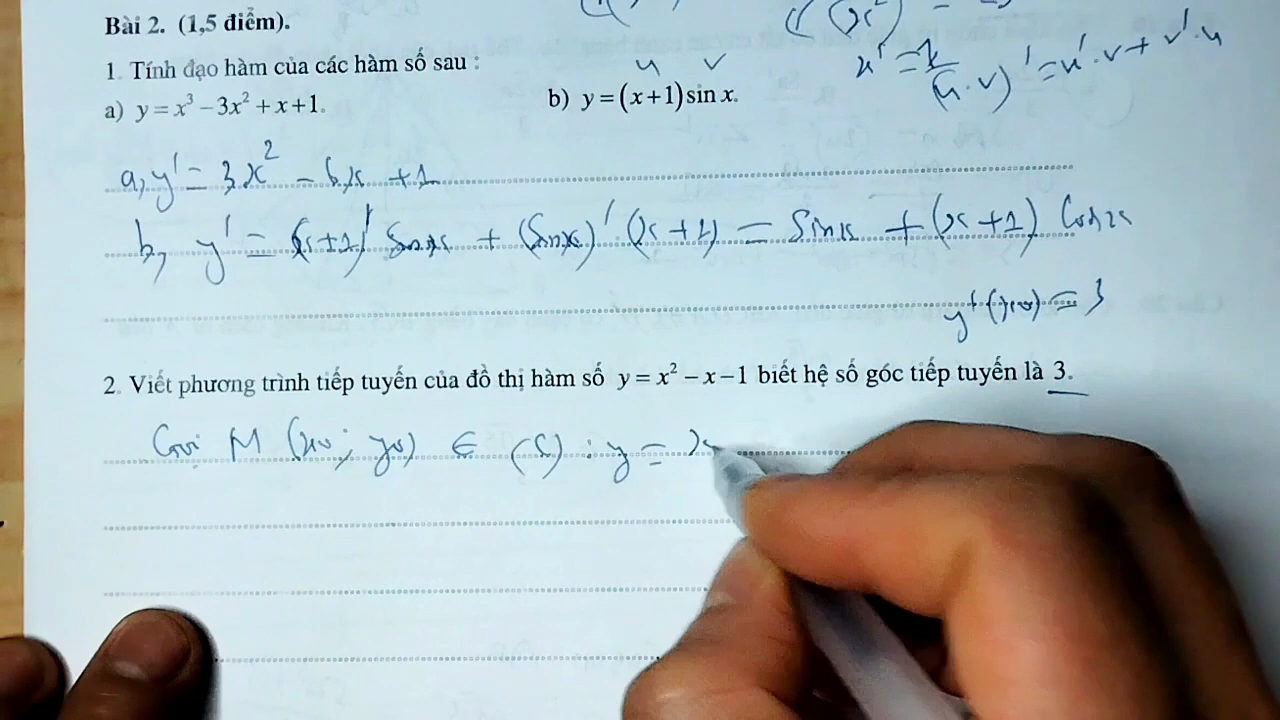 Bài 2. (1,5 điểm).
x' = 1
(u.v)' = u'.v + v'.u
1. Tính đạo hàm của các hàm số sau :
u v
a) y = x³ − 3x² + x + 1. b) y = (x+1) sin x.
a, y' = 3x² − 6x + 1
b, y' = (x+1)' sinx + (sinx)' (x+1) = sinx + (x+1) cosx
y'(x0) = 3
2. Viết phương trình tiếp tuyến của đồ thị hàm số y = x² − x − 1 biết hệ số góc tiếp tuyến là 3.
Gọi M (x0; y0) ∈ (C) : y = x